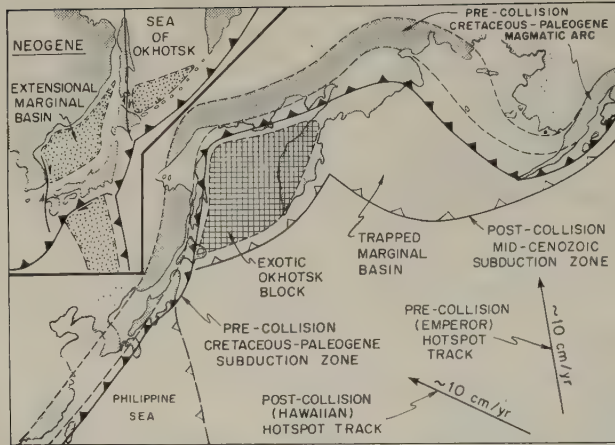 NEOGENE
SEA OF
OKHOTSK
EXTENSIONAL
MARGINAL
BASIN
PRE-COLLISION
CRETACEOUS-PALEOGENE
MAGMATIC ARC
EXOTIC
OKHOTSK
BLOCK
TRAPPED
MARGINAL
BASIN
POST-COLLISION
MID-CENOZOIC
SUBDUCTION ZONE
PRE-COLLISION
CRETACEOUS-PALEOGENE
SUBDUCTION ZONE
PRE-COLLISION
(EMPEROR)
HOTSPOT
TRACK
~10 cm/yr
PHILIPPINE
SEA
POST-COLLISION
(HAWAIIAN)
HOTSPOT TRACK
~10 cm/yr